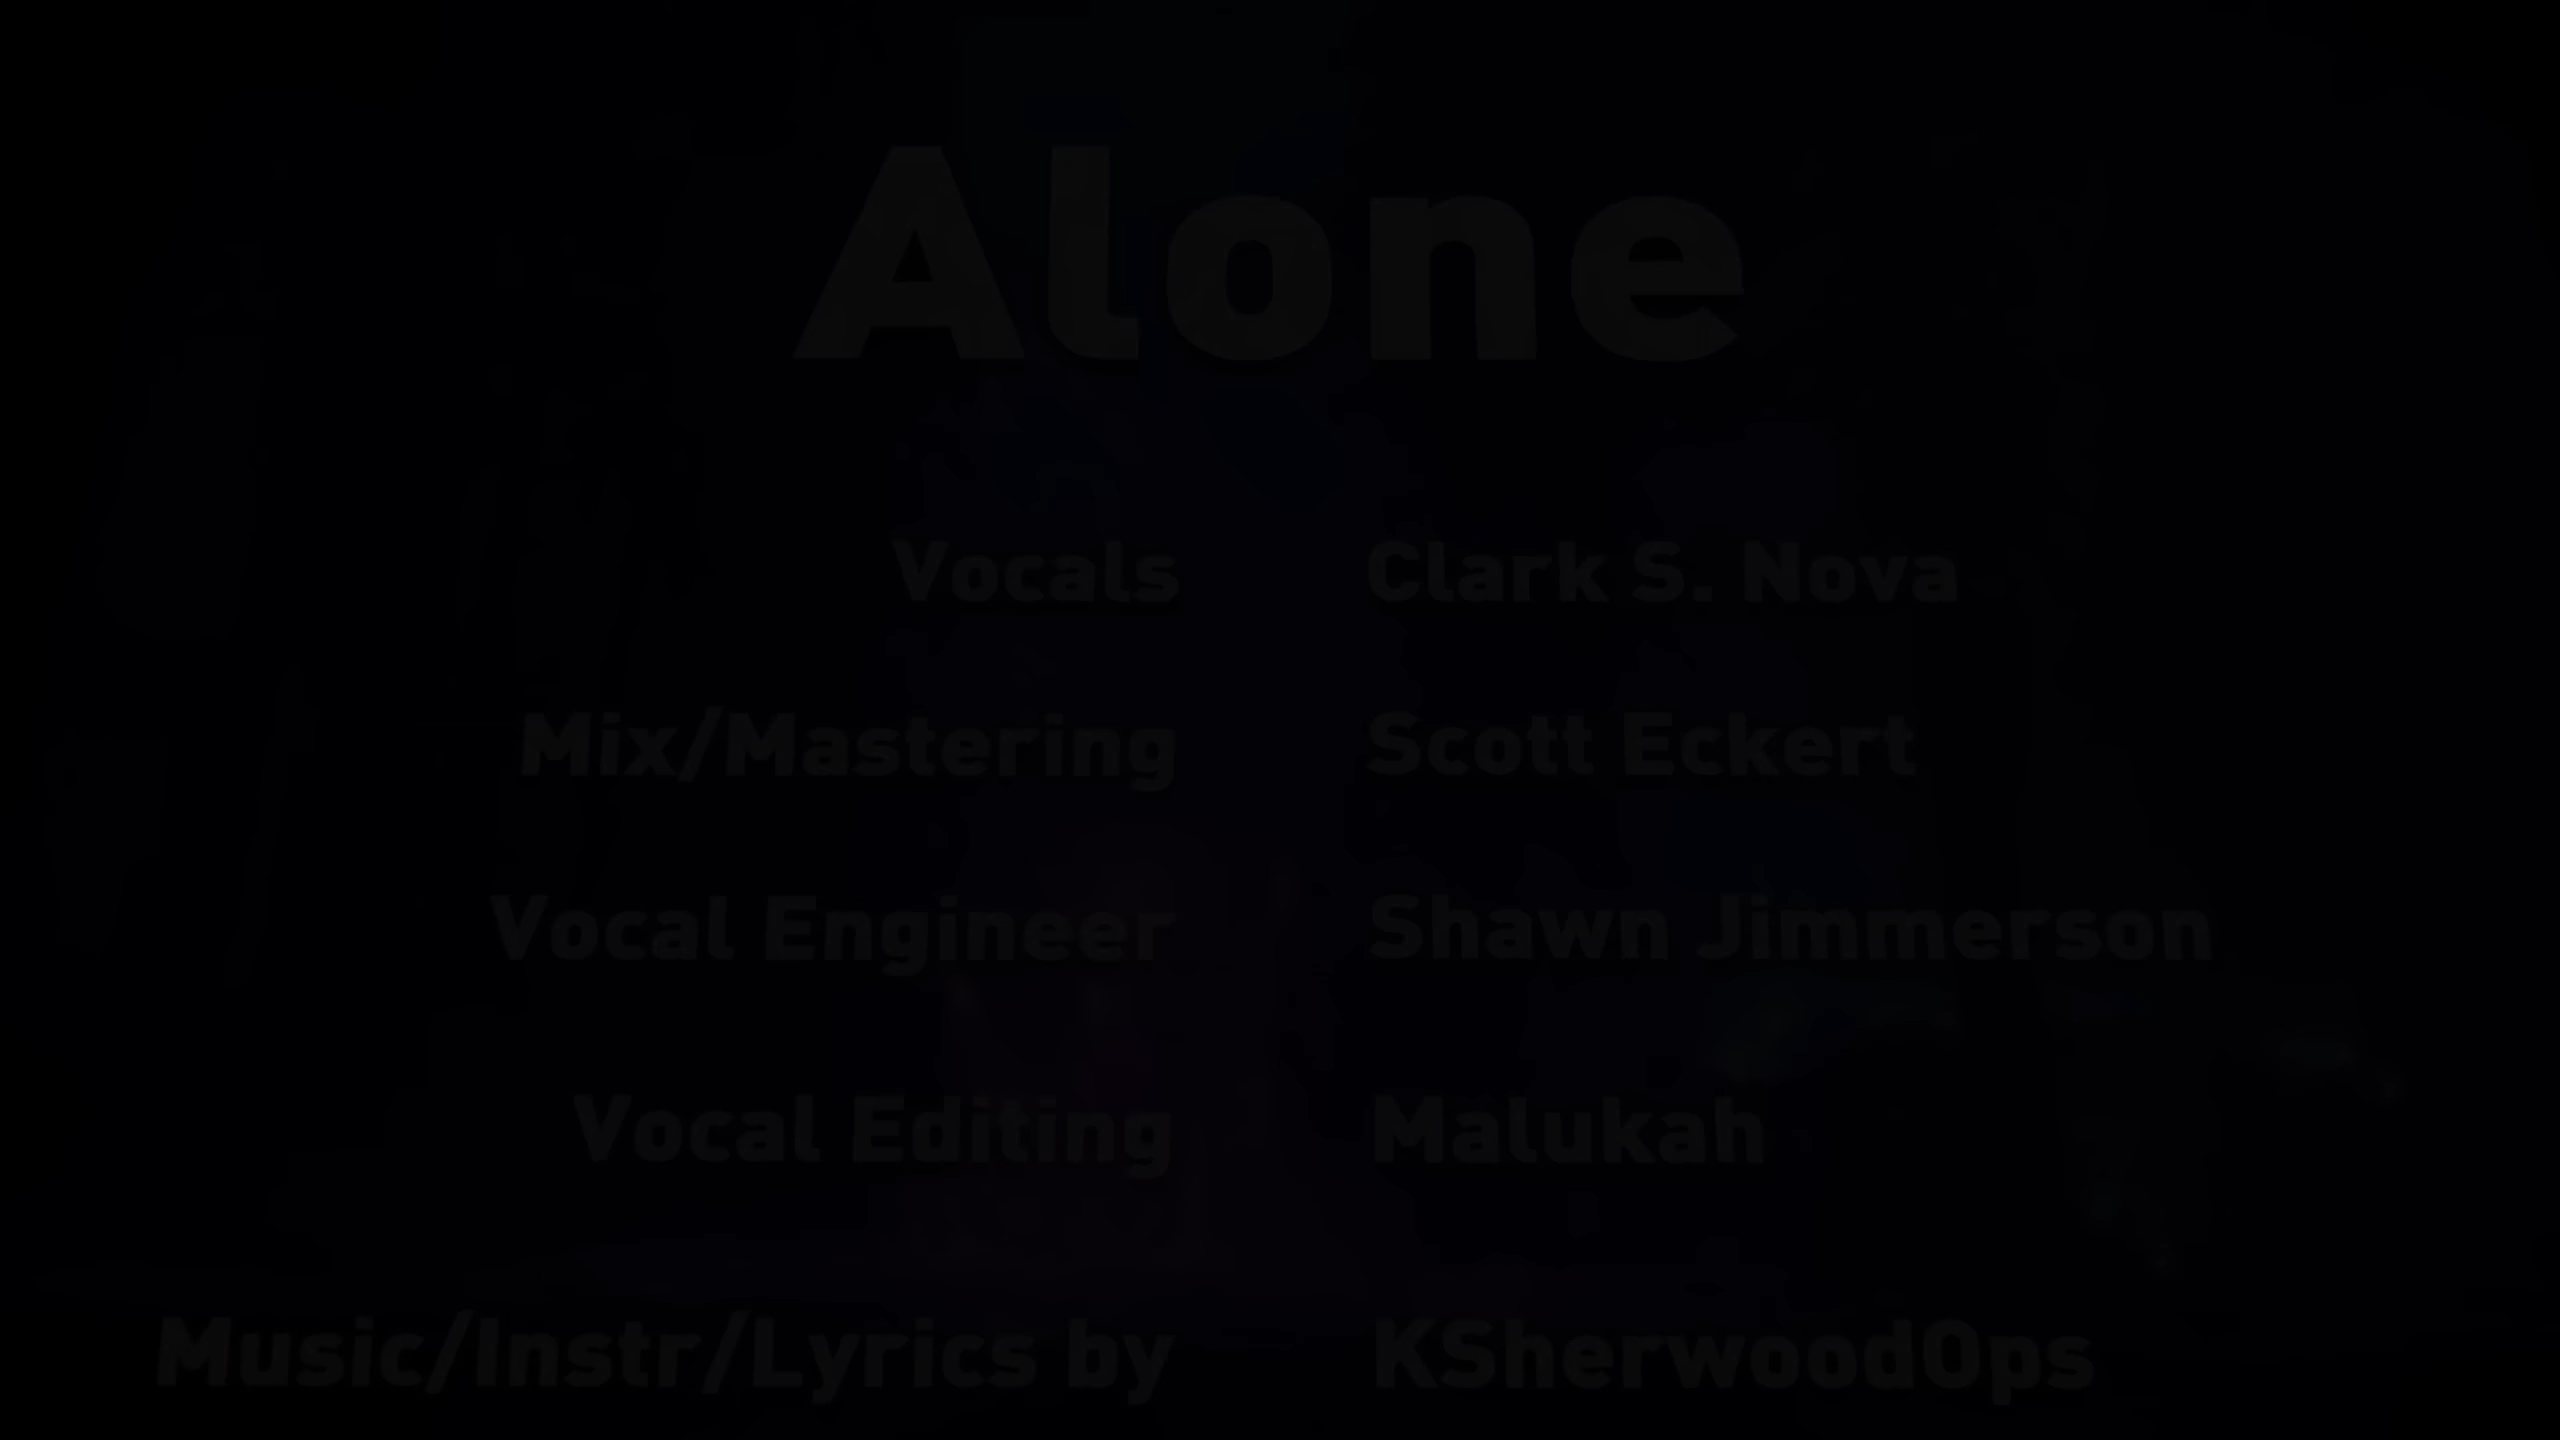 Alone
Vocals Clark S. Nova
Mix/Mastering Scott Eckert
Vocal Engineer Shawn Jimmerson
Vocal Editing Malukah
Music/Instr/Lyrics by KSherwoodOps